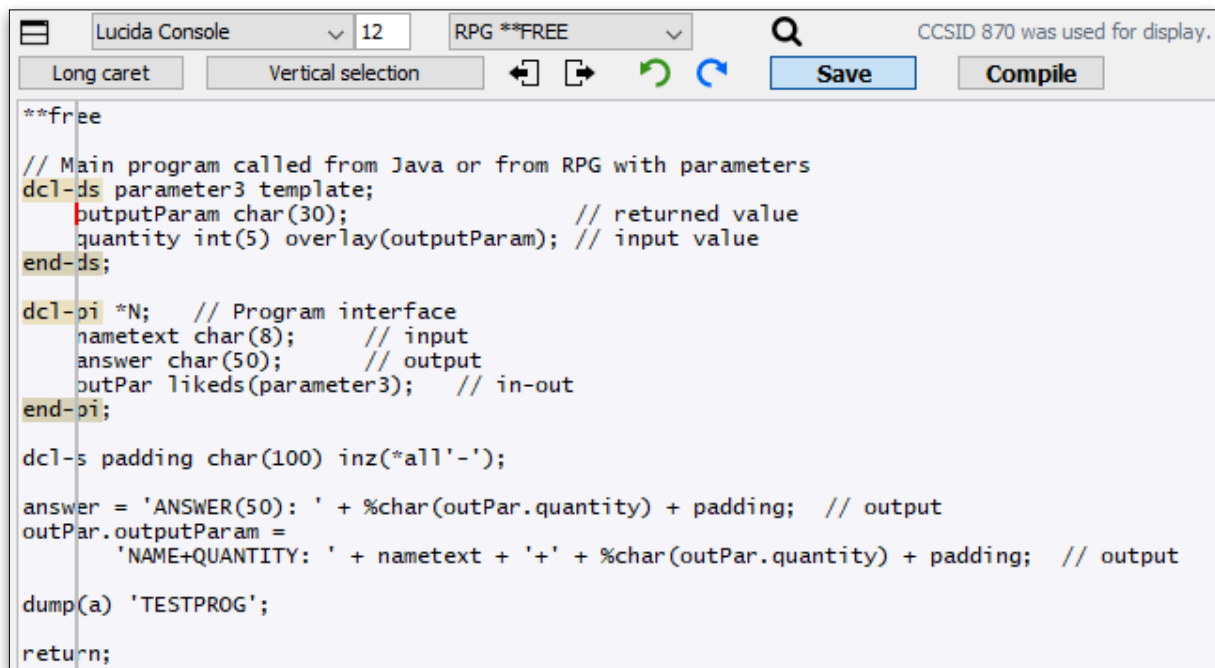 Lucida Console 12 RPG **FREE CCSID 870 was used for display.
Long caret Vertical selection Save Compile
**free
// Main program called from Java or from RPG with parameters
dcl-ds parameter3 template;
    outputParam char(30);                   // returned value
    quantity int(5) overlay(outputParam); // input value
end-ds;
dcl-pi *N;   // Program interface
    nametext char(8);      // input
    answer char(50);       // output
    outPar likeds(parameter3);   // in-out
end-pi;
dcl-s padding char(100) inz(*all'-');
answer = 'ANSWER(50): ' + %char(outPar.quantity) + padding;  // output
outPar.outputParam =
        'NAME+QUANTITY: ' + nametext + '+' + %char(outPar.quantity) + padding;  // output
dump(a) 'TESTPROG';
return;